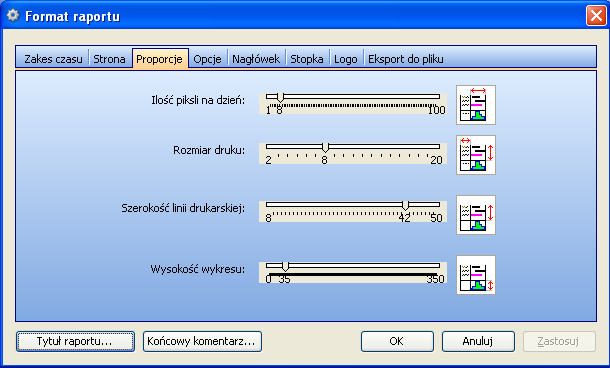 Format raportu
Zakes czasu Strona Proporcje Opcje Nagłówek Stopka Logo Eksport do pliku
Ilość piksli na dzień:
1 8 100
Rozmiar druku:
2 8 20
Szerokość linii drukarskiej:
8 42 50
Wysokość wykresu:
0 35 350
Tytuł raportu... Końcowy komentarz... OK Anuluj Zastosuj